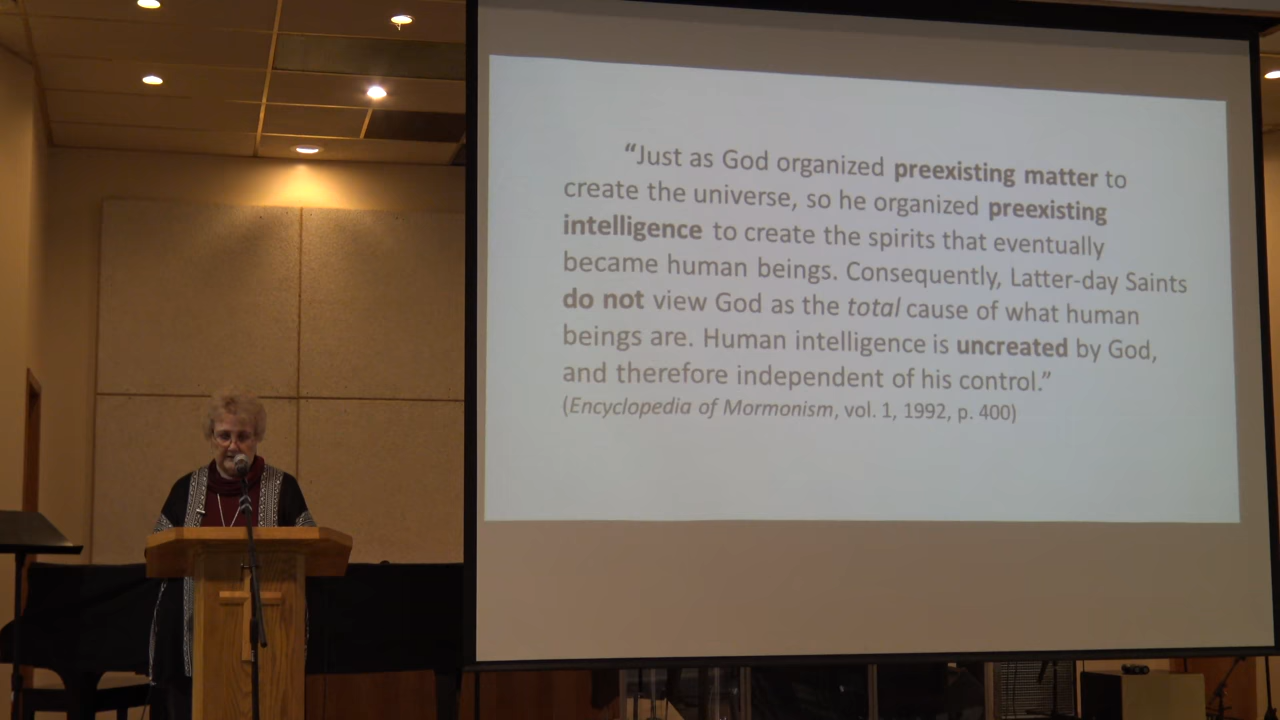 “Just as God organized preexisting matter to
create the universe, so he organized preexisting
intelligence to create the spirits that eventually
became human beings. Consequently, Latter-day Saints
do not view God as the total cause of what human
beings are. Human intelligence is uncreated by God,
and therefore independent of his control.”
(Encyclopedia of Mormonism, vol. 1, 1992, p. 400)